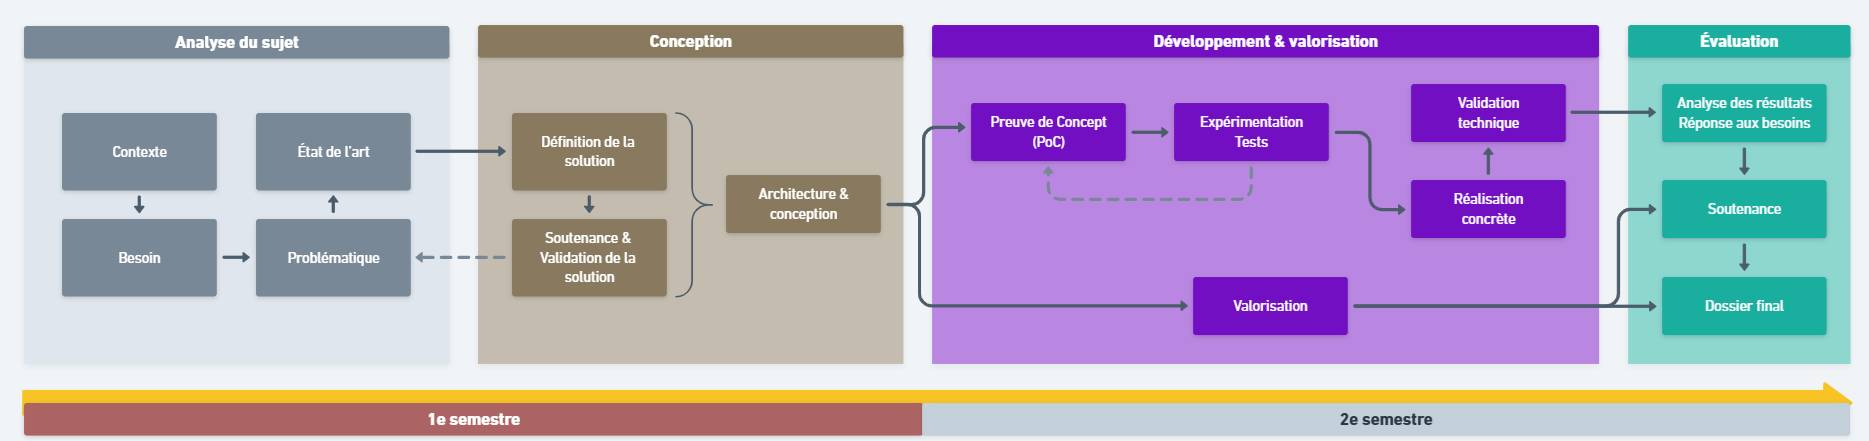 Analyse du sujet
Contexte
Besoin
Problématique
État de l'art
Conception
Définition de la
solution
Soutenance &
Validation de la
solution
Architecture &
conception
Développement & valorisation
Preuve de Concept
(PoC)
Expérimentation
Tests
Réalisation
concrète
Validation
technique
Valorisation
Évaluation
Analyse des résultats
Réponse aux besoins
Soutenance
Dossier final
1e semestre
2e semestre